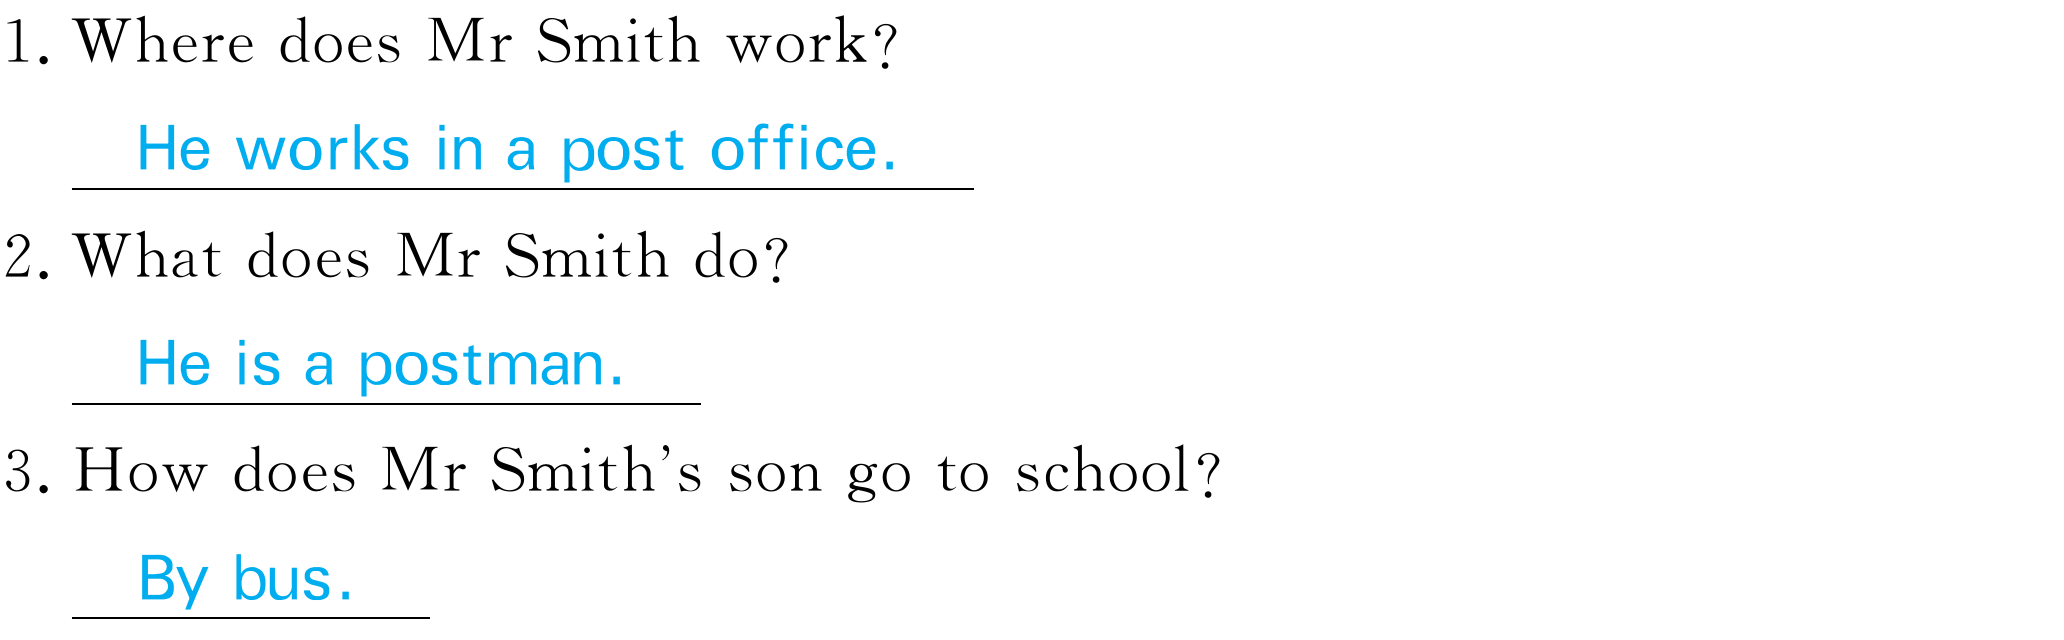 1. Where does Mr Smith work?
He works in a post office.
2. What does Mr Smith do?
He is a postman.
3. How does Mr Smith's son go to school?
By bus.